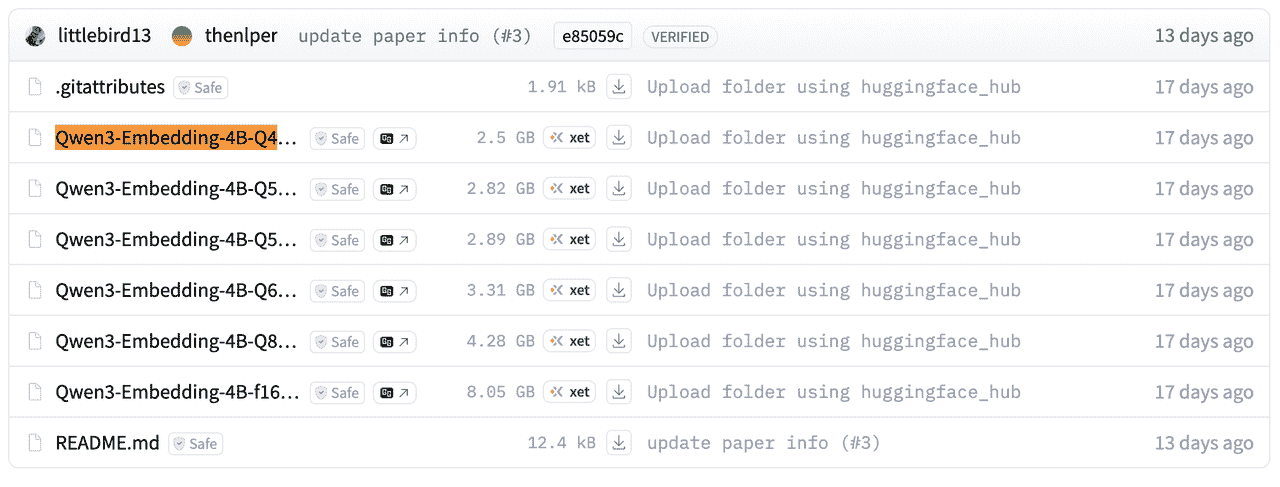 littlebird13 thenlper update paper info (#3) e85059c VERIFIED 13 days ago
.gitattributes Safe 1.91 kB Upload folder using huggingface_hub 17 days ago
Qwen3-Embedding-4B-Q4... Safe 2.5 GB xet Upload folder using huggingface_hub 17 days ago
Qwen3-Embedding-4B-Q5... Safe 2.82 GB xet Upload folder using huggingface_hub 17 days ago
Qwen3-Embedding-4B-Q5... Safe 2.89 GB xet Upload folder using huggingface_hub 17 days ago
Qwen3-Embedding-4B-Q6... Safe 3.31 GB xet Upload folder using huggingface_hub 17 days ago
Qwen3-Embedding-4B-Q8... Safe 4.28 GB xet Upload folder using huggingface_hub 17 days ago
Qwen3-Embedding-4B-f16... Safe 8.05 GB xet Upload folder using huggingface_hub 17 days ago
README.md Safe 12.4 kB update paper info (#3) 13 days ago